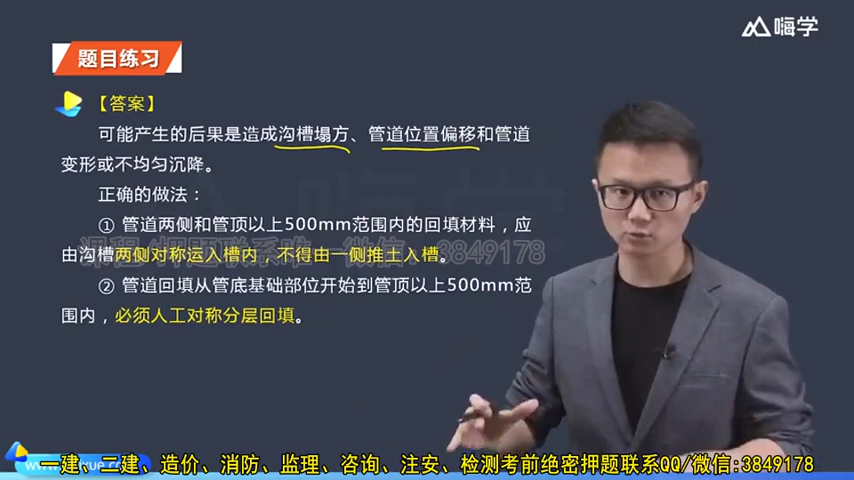 嗨学
题目练习
【答案】
可能产生的后果是造成沟槽塌方、管道位置偏移和管道
变形或不均匀沉降。
正确的做法：
① 管道两侧和管顶以上500mm范围内的回填材料，应
由沟槽两侧对称运入槽内，不得由一侧推土入槽。
② 管道回填从管底基础部位开始到管顶以上500mm范
围内，必须人工对称分层回填。
一建、二建、造价、消防、监理、咨询、注安、检测考前绝密押题联系QQ/微信:3849178